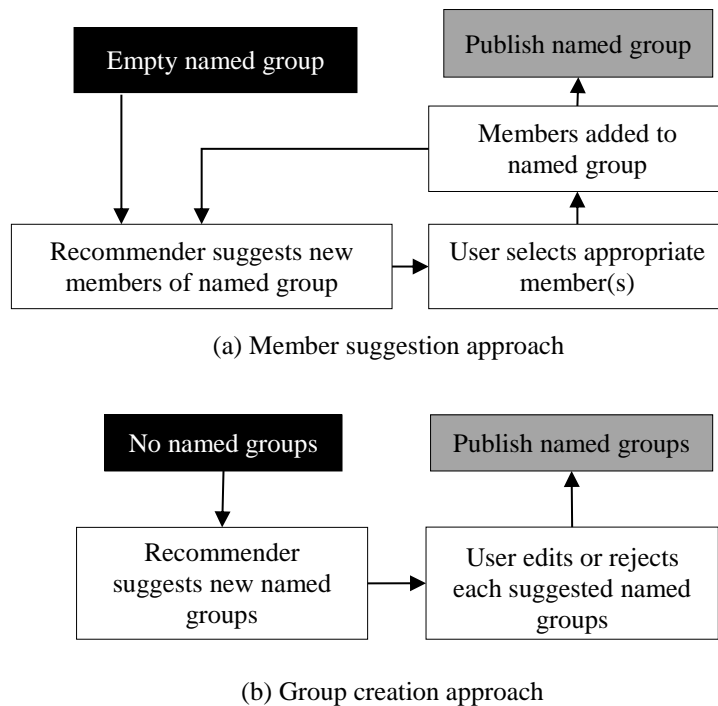 Empty named group
Publish named group
Members added to
named group
Recommender suggests new
members of named group
User selects appropriate
member(s)
(a) Member suggestion approach
No named groups
Publish named groups
Recommender
suggests new named
groups
User edits or rejects
each suggested named
groups
(b) Group creation approach